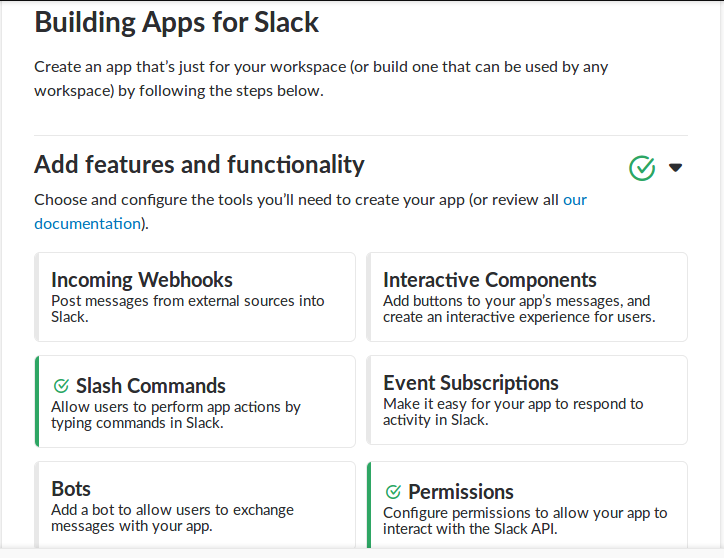 Building Apps for Slack
Create an app that’s just for your workspace (or build one that can be used by any
workspace) by following the steps below.
Add features and functionality
Choose and configure the tools you’ll need to create your app (or review all our
documentation).
Incoming Webhooks
Post messages from external sources into
Slack.
Interactive Components
Add buttons to your app’s messages, and
create an interactive experience for users.
Slash Commands
Allow users to perform app actions by
typing commands in Slack.
Event Subscriptions
Make it easy for your app to respond to
activity in Slack.
Bots
Add a bot to allow users to exchange
messages with your app.
Permissions
Configure permissions to allow your app to
interact with the Slack API.